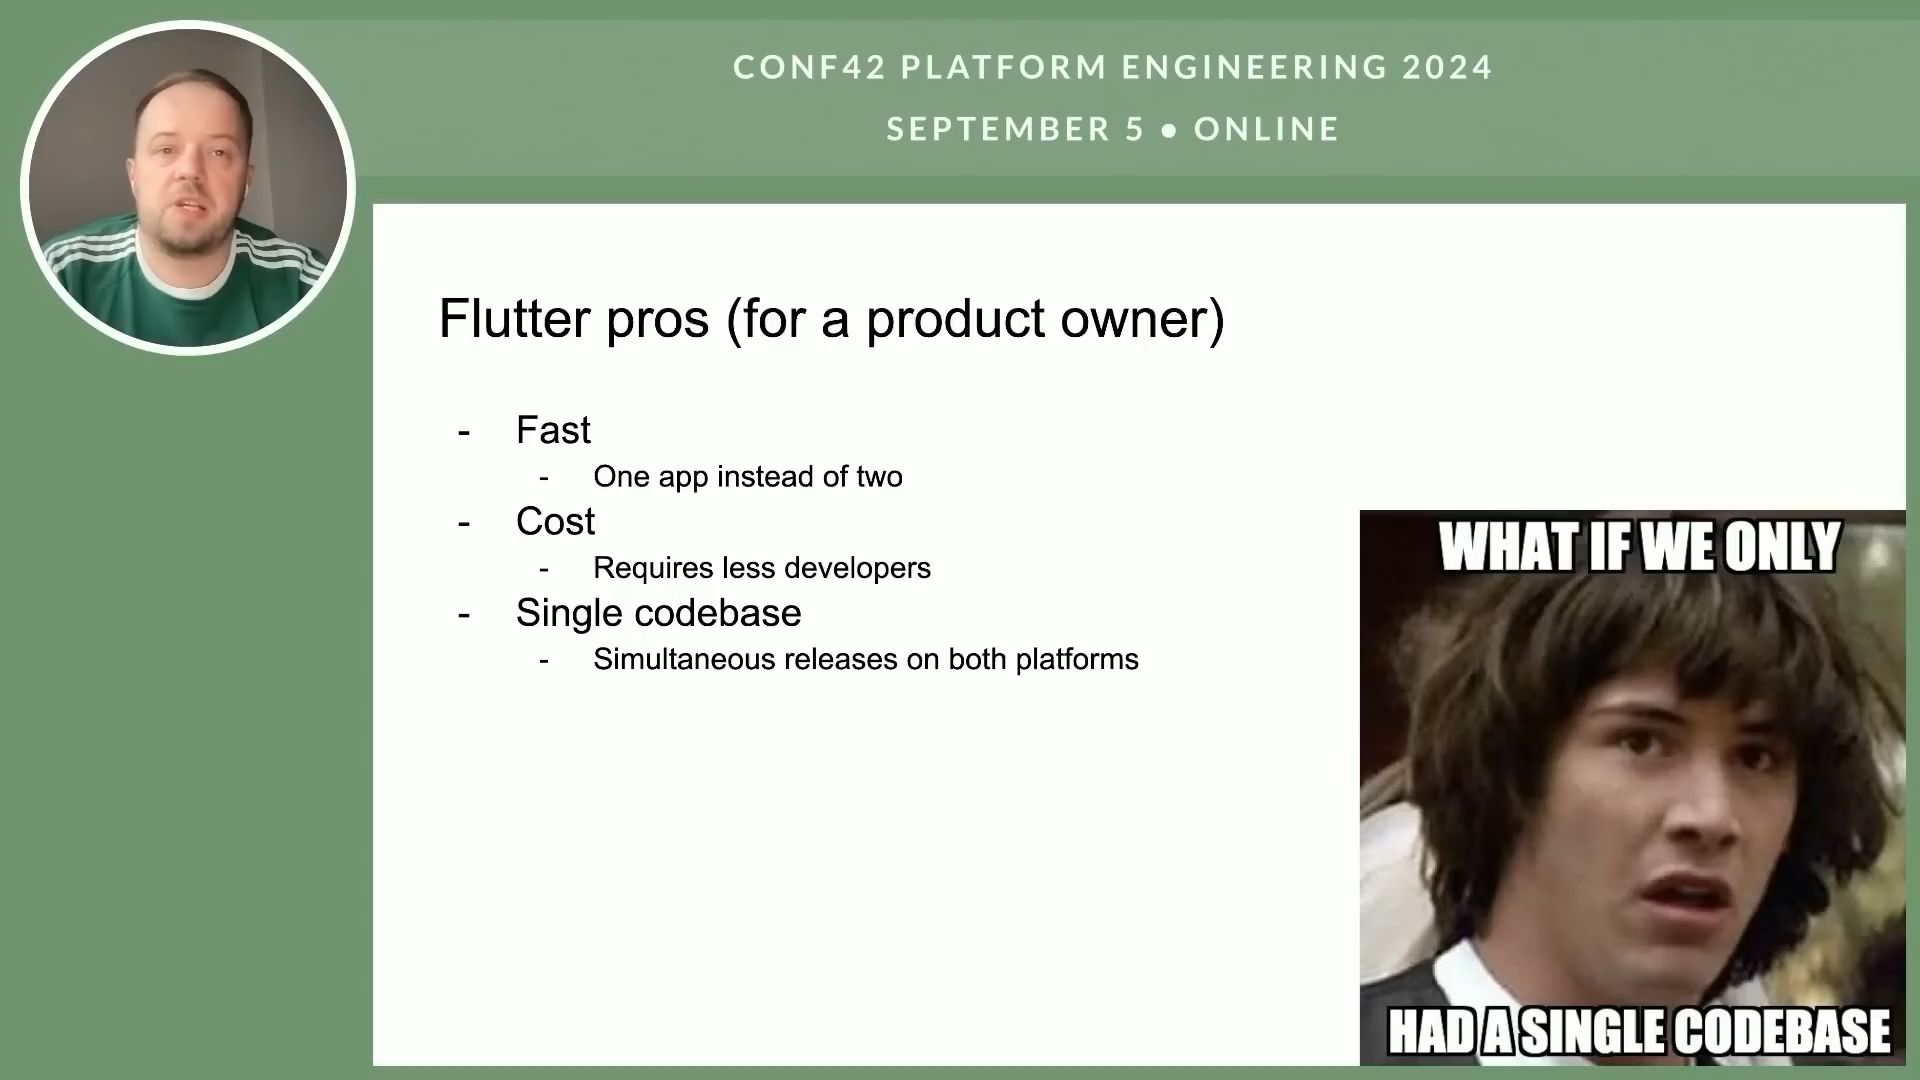 CONF42 PLATFORM ENGINEERING 2024
SEPTEMBER 5 ● ONLINE
Flutter pros (for a product owner)
- Fast
- One app instead of two
- Cost
- Requires less developers
- Single codebase
- Simultaneous releases on both platforms
WHAT IF WE ONLY
HAD A SINGLE CODEBASE